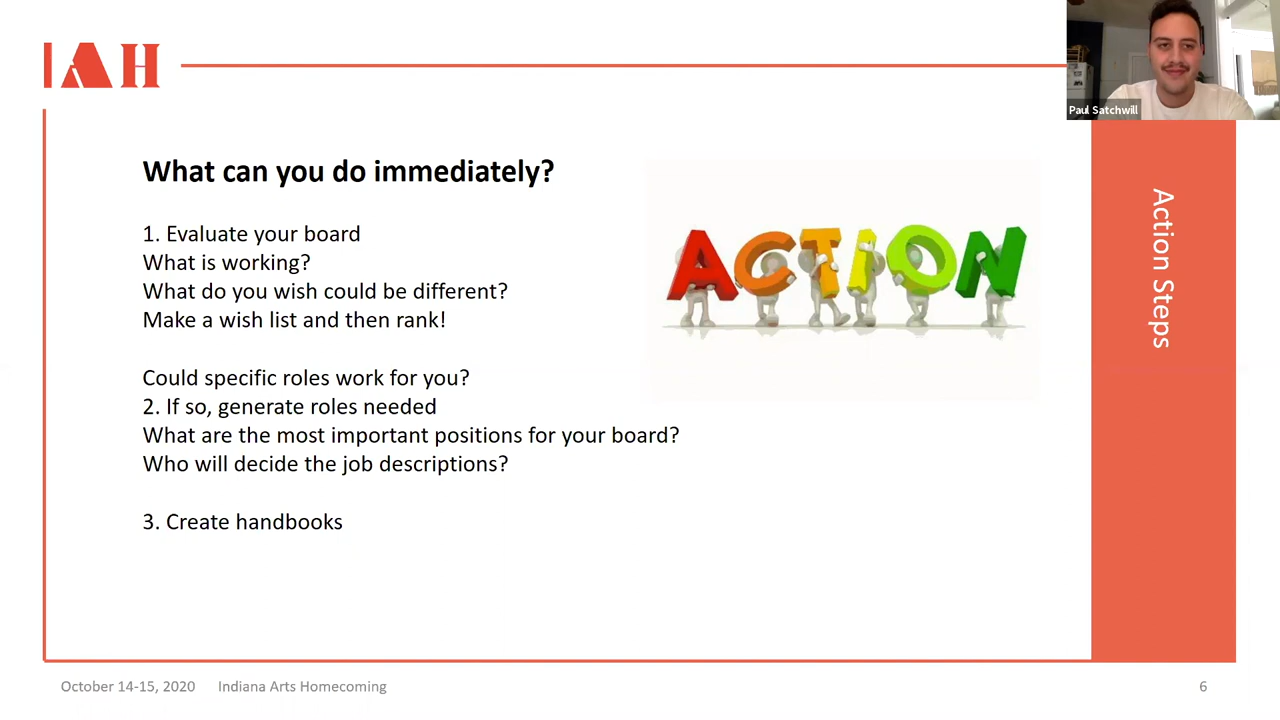 IAH
Paul Satchwill
What can you do immediately?
1. Evaluate your board
What is working?
What do you wish could be different?
Make a wish list and then rank!
Could specific roles work for you?
2. If so, generate roles needed
What are the most important positions for your board?
Who will decide the job descriptions?
3. Create handbooks
ACTION
Action Steps
October 14-15, 2020 Indiana Arts Homecoming
6